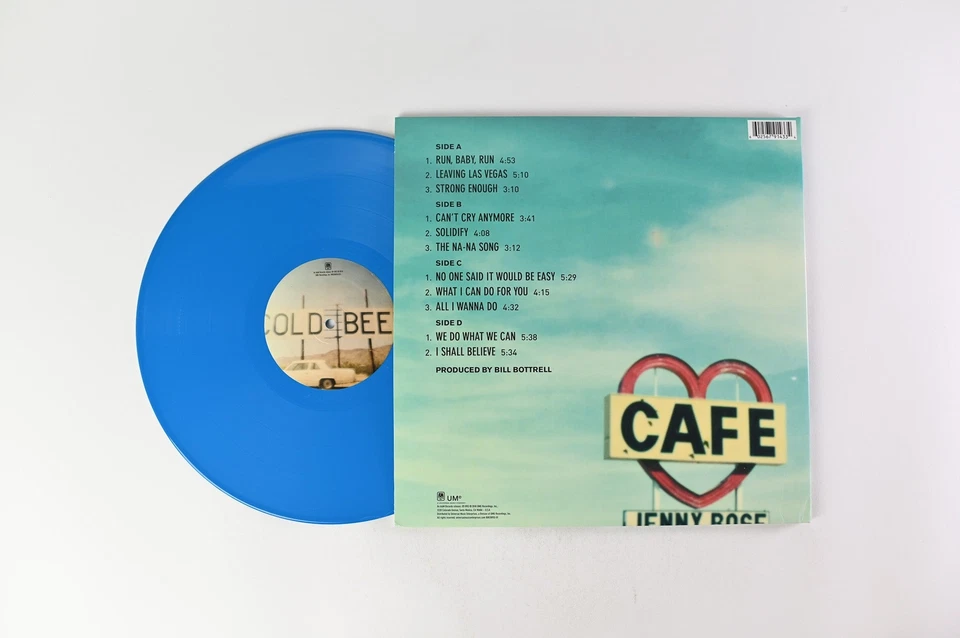 COLD BEE
SIDE A
1. RUN, BABY, RUN 4:53
2. LEAVING LAS VEGAS 5:10
3. STRONG ENOUGH 3:10
SIDE B
1. CAN'T CRY ANYMORE 3:41
2. SOLIDIFY 4:08
3. THE NA-NA SONG 3:12
SIDE C
1. NO ONE SAID IT WOULD BE EASY 5:29
2. WHAT I CAN DO FOR YOU 4:15
3. ALL I WANNA DO 4:32
SIDE D
1. WE DO WHAT WE CAN 5:38
2. I SHALL BELIEVE 5:34
PRODUCED BY BILL BOTTRELL
CAFE
JENNY ROSE
UMe